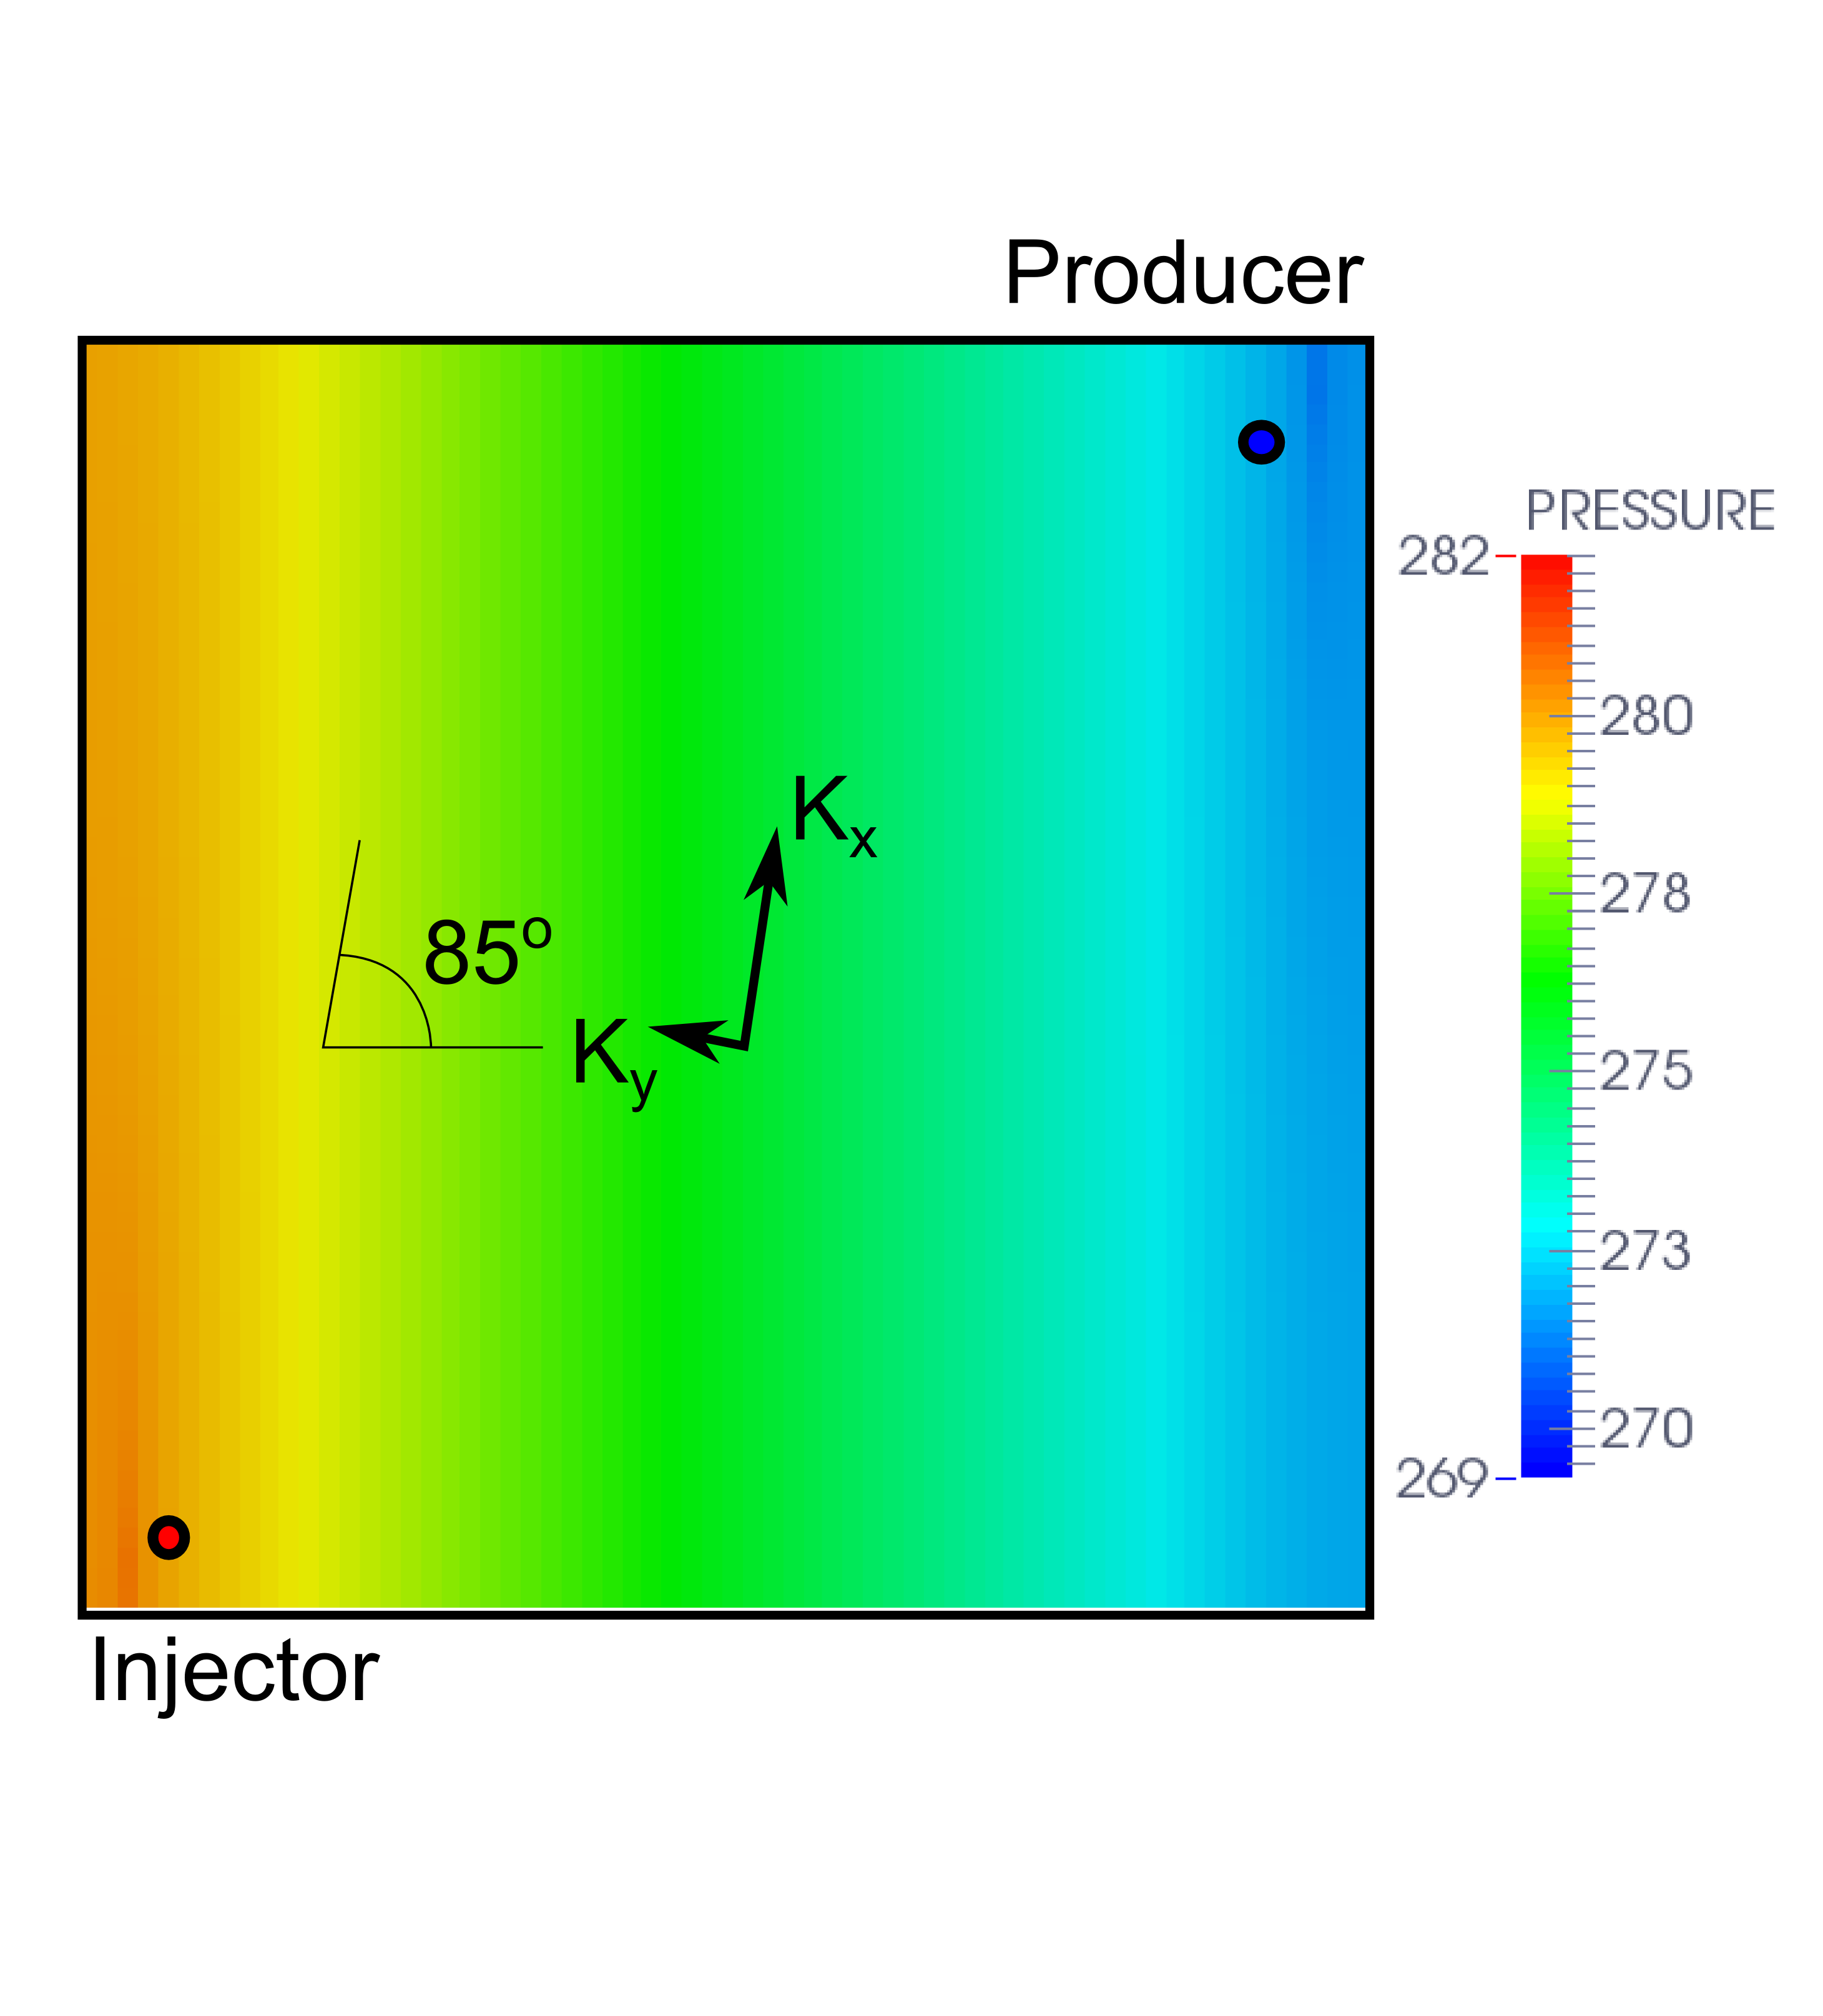 Producer
PRESSURE
282
280
278
275
273
270
269
Kx
85º
Ky
Injector